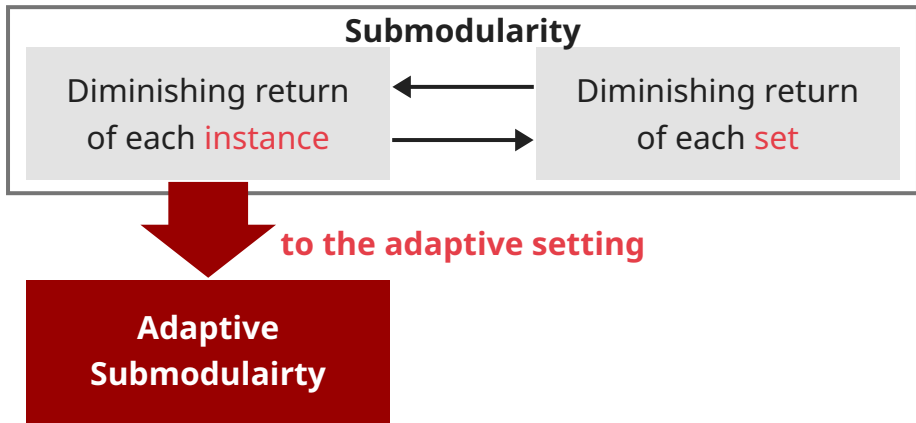 Submodularity
Diminishing return
of each instance
Diminishing return
of each set
to the adaptive setting
Adaptive
Submodulairty